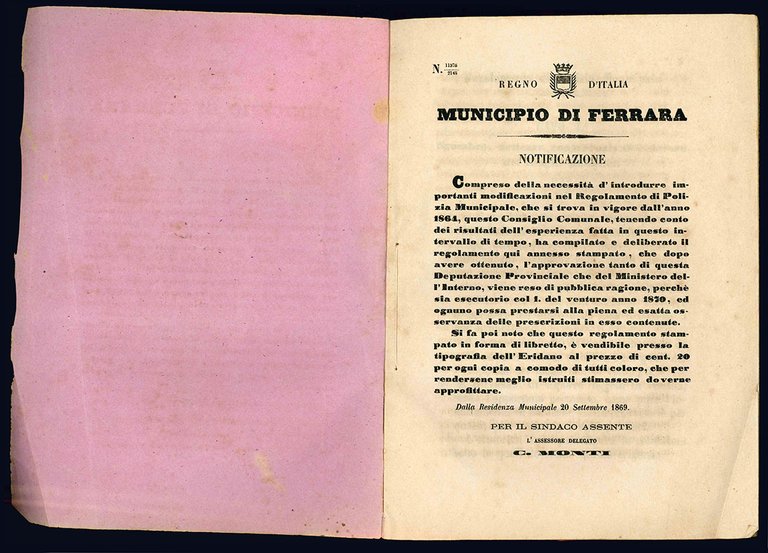 N. 11376/2145
REGNO D'ITALIA
MUNICIPIO DI FERRARA
NOTIFICAZIONE
Compreso della necessità d'introdurre im-
portanti modificazioni nel Regolamento di Poli-
zia Municipale, che si trova in vigore dall'anno
1864, questo Consiglio Comunale, tenendo conto
dei risultati dell'esperienza fatta in questo in-
tervallo di tempo, ha compilato e deliberato il
regolamento qui annesso stampato, che dopo
avere ottenuto, l'approvazione tanto di questa
Deputazione Provinciale che del Ministero del-
l'Interno, viene reso di pubblica ragione, perchè
sia esecutorio col 1. del venturo anno 1870, ed
ognuno possa prestarsi alla piena ed esatta os-
servanza delle prescrizioni in esso contenute.
Si fa poi noto che questo regolamento stam-
pato in forma di libretto, è vendibile presso la
tipografia dell'Eridano al prezzo di cent. 20
per ogni copia a comodo di tutti coloro, che per
rendersene meglio istruiti stimassero doverne
approfittare.
Dalla Residenza Municipale 20 Settembre 1869.
PER IL SINDACO ASSENTE
L'ASSESSORE DELEGATO
C. MONTI